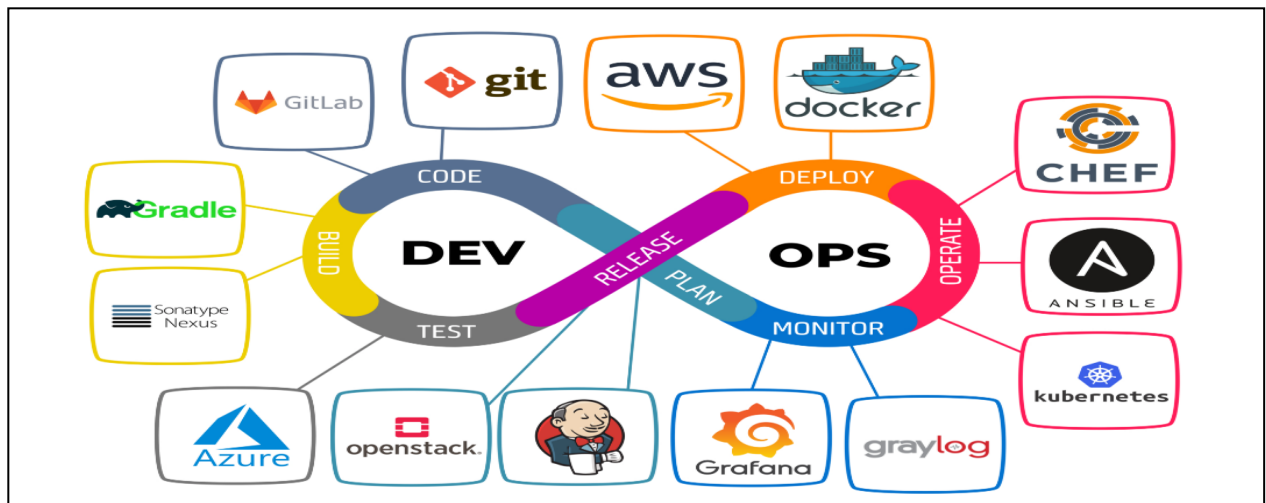 GitLab
git
aws
docker
CHEF
Gradle
CODE
DEPLOY
BUILD
DEV
RELEASE
PLAN
OPS
OPERATE
ANSIBLE
Sonatype
Nexus
TEST
MONITOR
kubernetes
Azure
openstack.
Grafana
graylog